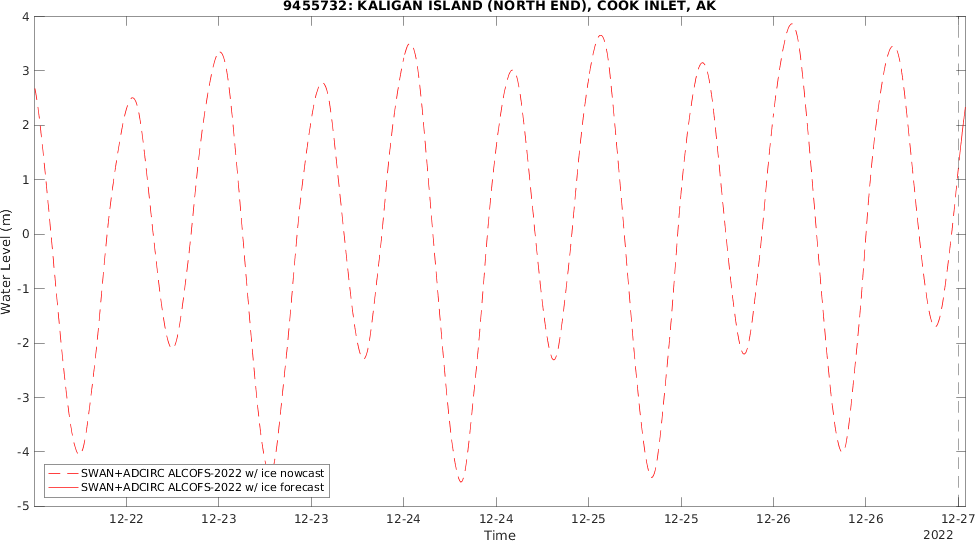 9455732: KALIGAN ISLAND (NORTH END), COOK INLET, AK
4
3
2
1
0
-1
-2
-3
-4
-5
Water Level (m)
SWAN+ADCIRC ALCOFS-2022 w/ ice nowcast
SWAN+ADCIRC ALCOFS-2022 w/ ice forecast
12-22 12-23 12-23 12-24 12-24 12-25 12-25 12-26 12-26 12-27
Time
2022